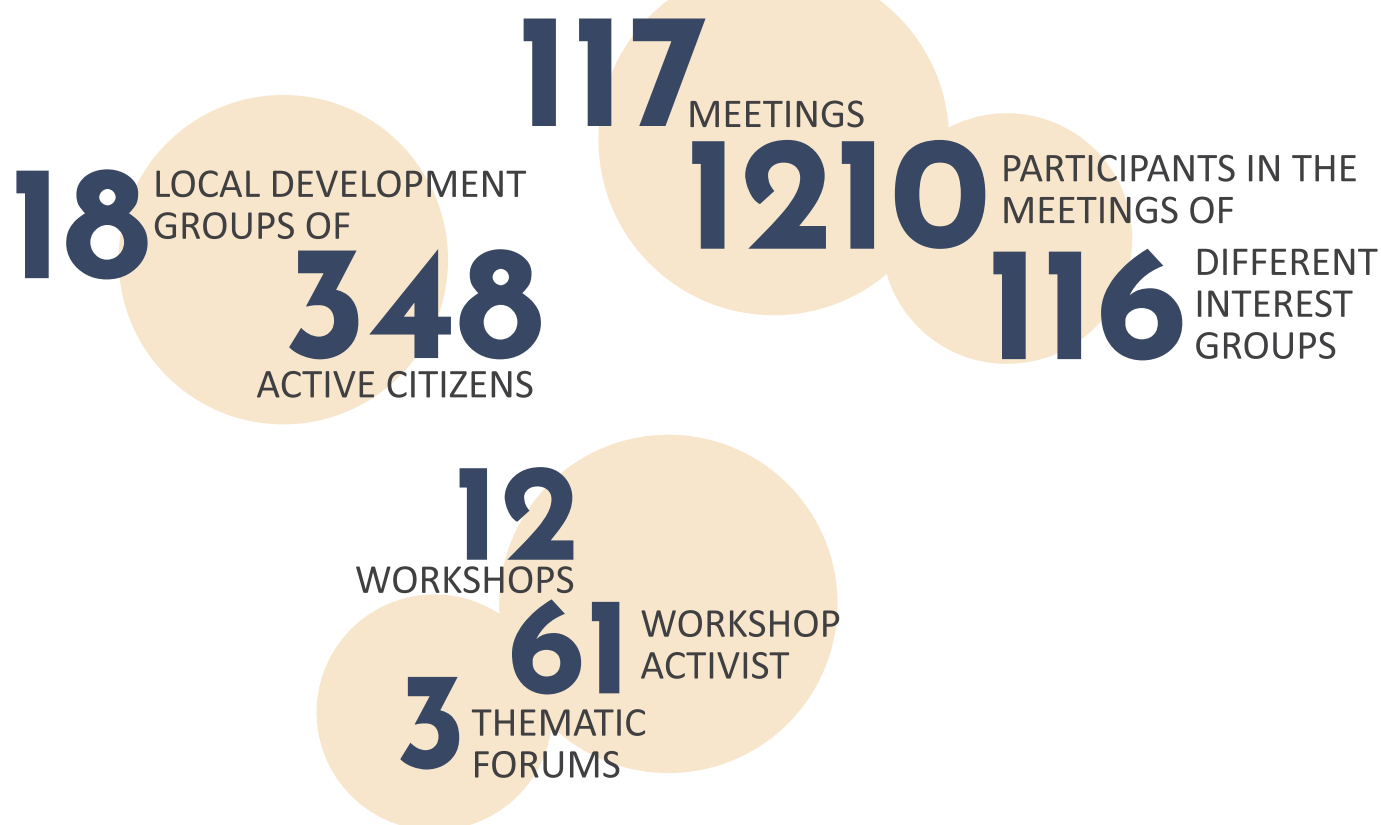 18
LOCAL DEVELOPMENT
GROUPS OF
348
ACTIVE CITIZENS
117
MEETINGS
1210
PARTICIPANTS IN THE
MEETINGS OF
116
DIFFERENT
INTEREST
GROUPS
12
WORKSHOPS
61
WORKSHOP
ACTIVIST
3
THEMATIC
FORUMS